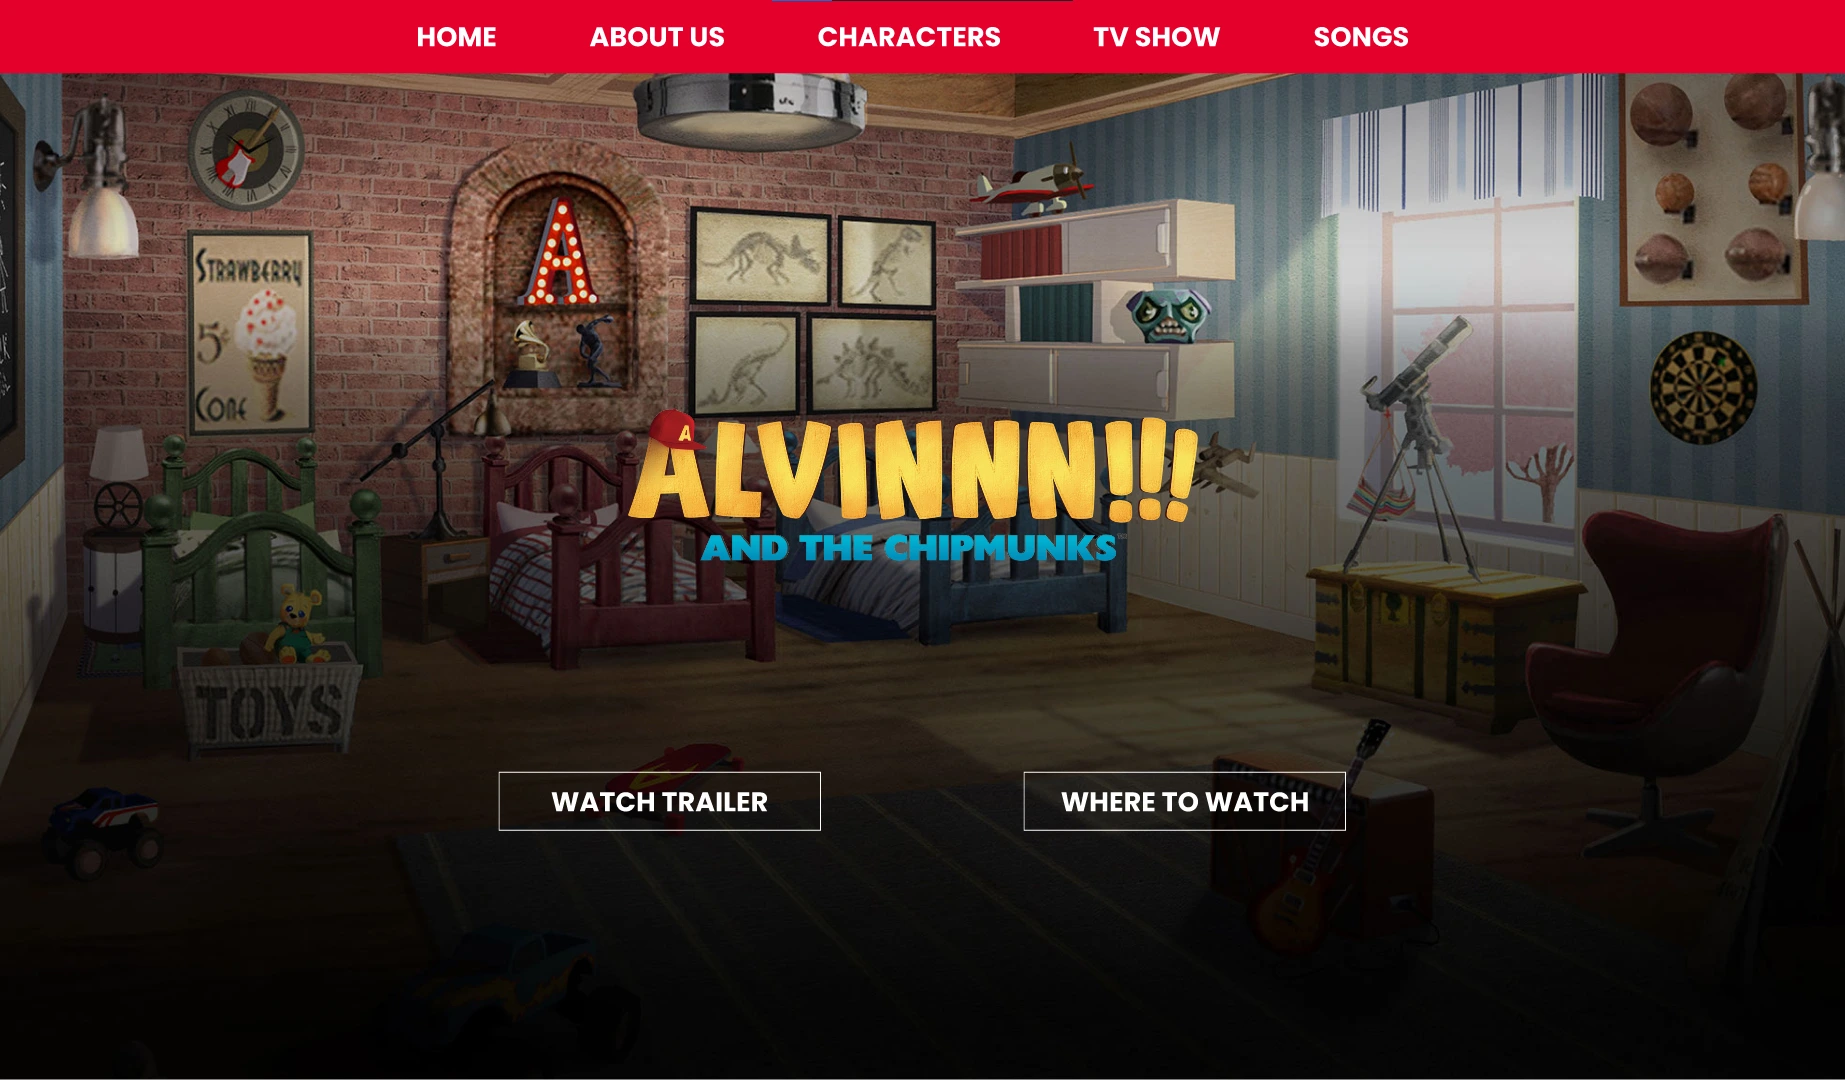 HOME ABOUT US CHARACTERS TV SHOW SONGS
STRAWBERRY
5¢
CONE
A
ALVINNN!!!
AND THE CHIPMUNKS
TOYS
WATCH TRAILER WHERE TO WATCH